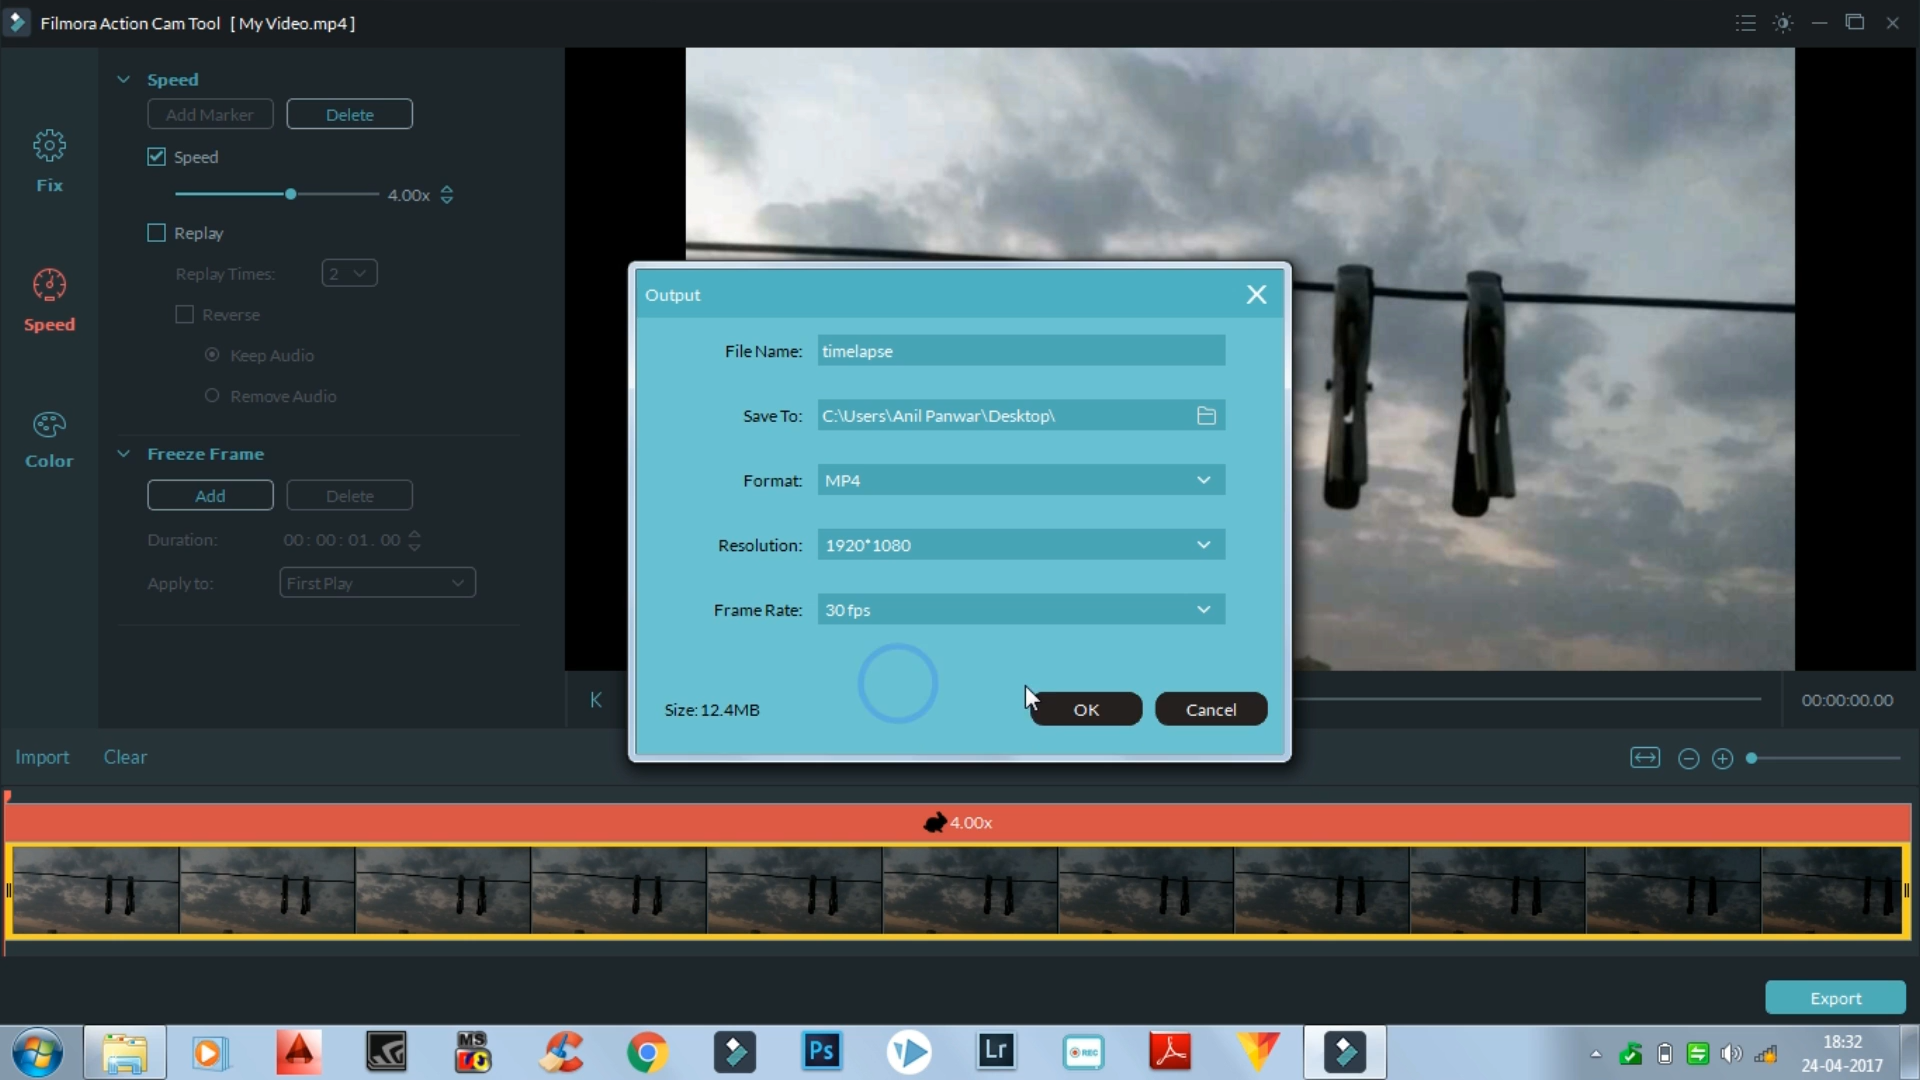 Filmora Action Cam Tool [ My Video.mp4 ]
Speed
Add Marker Delete
Speed
4.00x
Replay
Replay Times: 2
Reverse
Keep Audio
Remove Audio
Freeze Frame
Add Delete
Duration: 00 : 00 : 01 . 00
Apply to: First Play
Fix
Speed
Color
Output
File Name: timelapse
Save To: C:\Users\Anil Panwar\Desktop\
Format: MP4
Resolution: 1920*1080
Frame Rate: 30 fps
Size: 12.4MB OK Cancel
00:00:00.00
Import Clear
4.00x
Export
MS
Ps
Lr
REC
18:32
24-04-2017